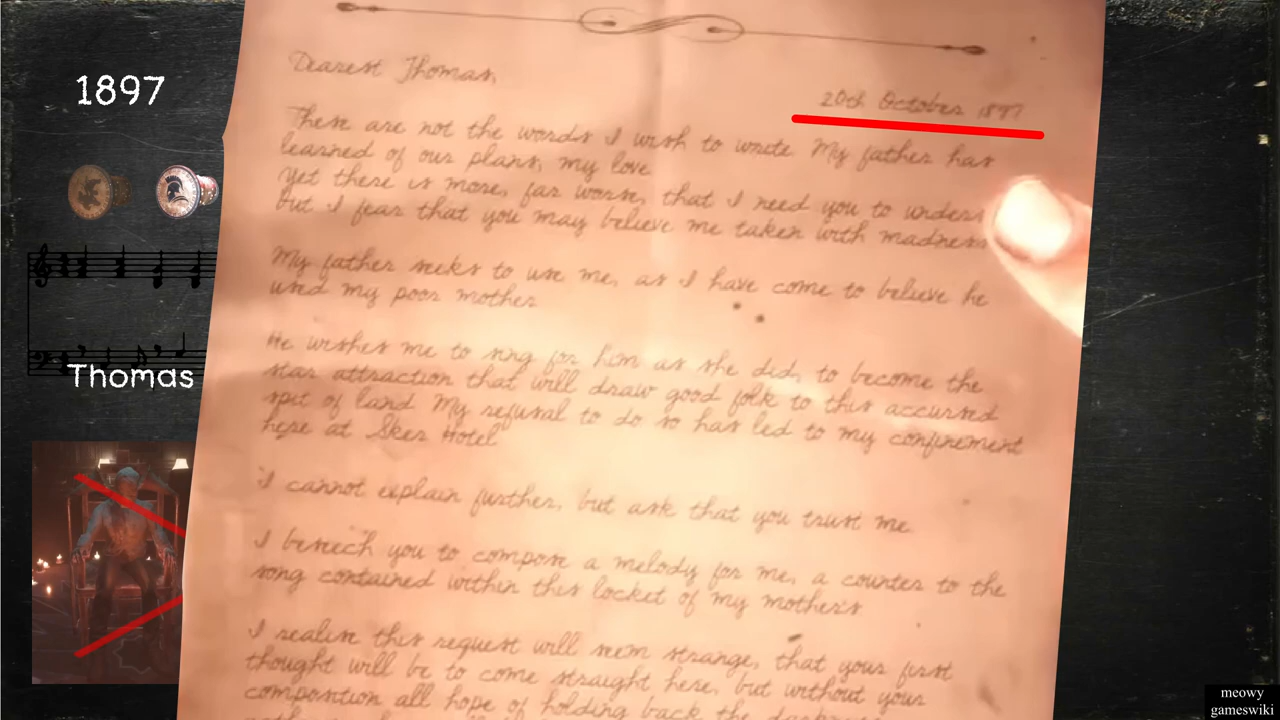 1897
Thomas
Dearest Thomas,
20th October 1897
These are not the words I wish to write. My father has
learned of our plans, my love.
Yet there is more, far worse, that I need you to unders
but I fear that you may believe me taken with madness
My father seeks to use me, as I have come to believe he
used my poor mother.
He wishes me to sing for him as she did, to become the
star attraction that will draw good folk to this accursed
spit of land. My refusal to do so has led to my confinement
here at Sker Hotel
I cannot explain further, but ask that you trust me.
I beseech you to compose a melody for me, a counter to the
song contained within this locket of my mother's.
I realise this request will seem strange, that your first
thought will be to come straight here, but without your
composition all hope of holding back the
meowy
gameswiki